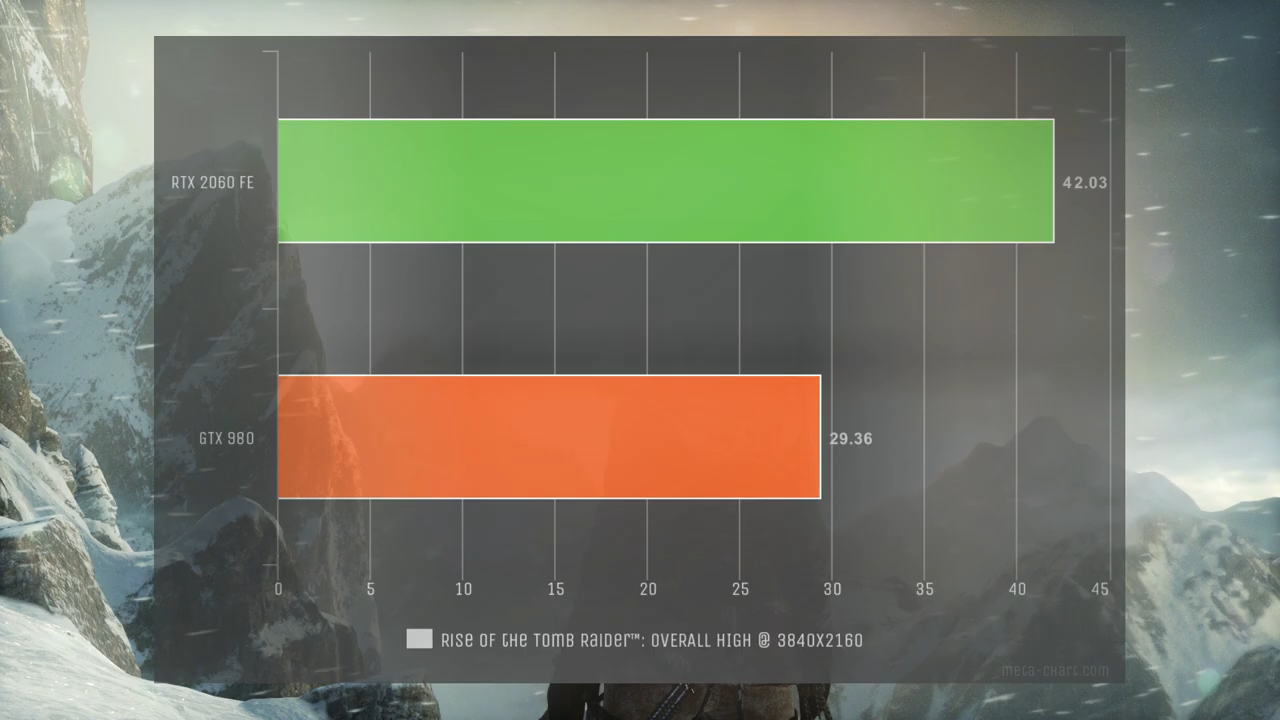 RTX 2060 FE
42.03
GTX 980
29.36
0 5 10 15 20 25 30 35 40 45
Rise of the Tomb Raider™: Overall High @ 3840x2160
meta-chart.com